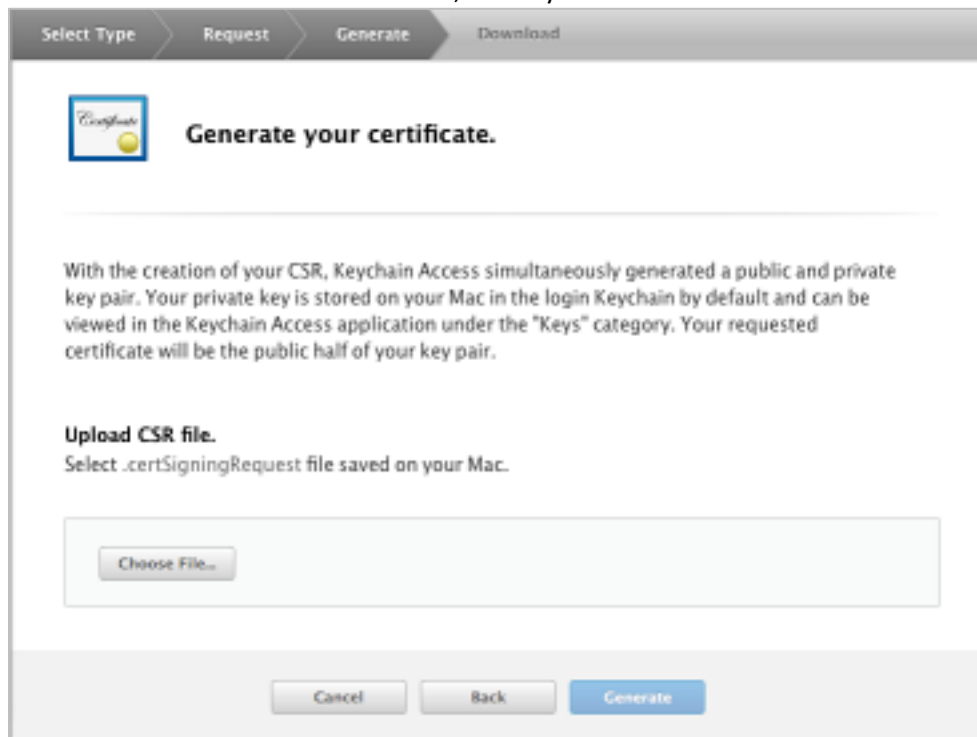 Select Type Request Generate Download
Certificate
Generate your certificate.
With the creation of your CSR, Keychain Access simultaneously generated a public and private
key pair. Your private key is stored on your Mac in the login Keychain by default and can be
viewed in the Keychain Access application under the "Keys" category. Your requested
certificate will be the public half of your key pair.
Upload CSR file.
Select .certSigningRequest file saved on your Mac.
Choose File...
Cancel Back Generate